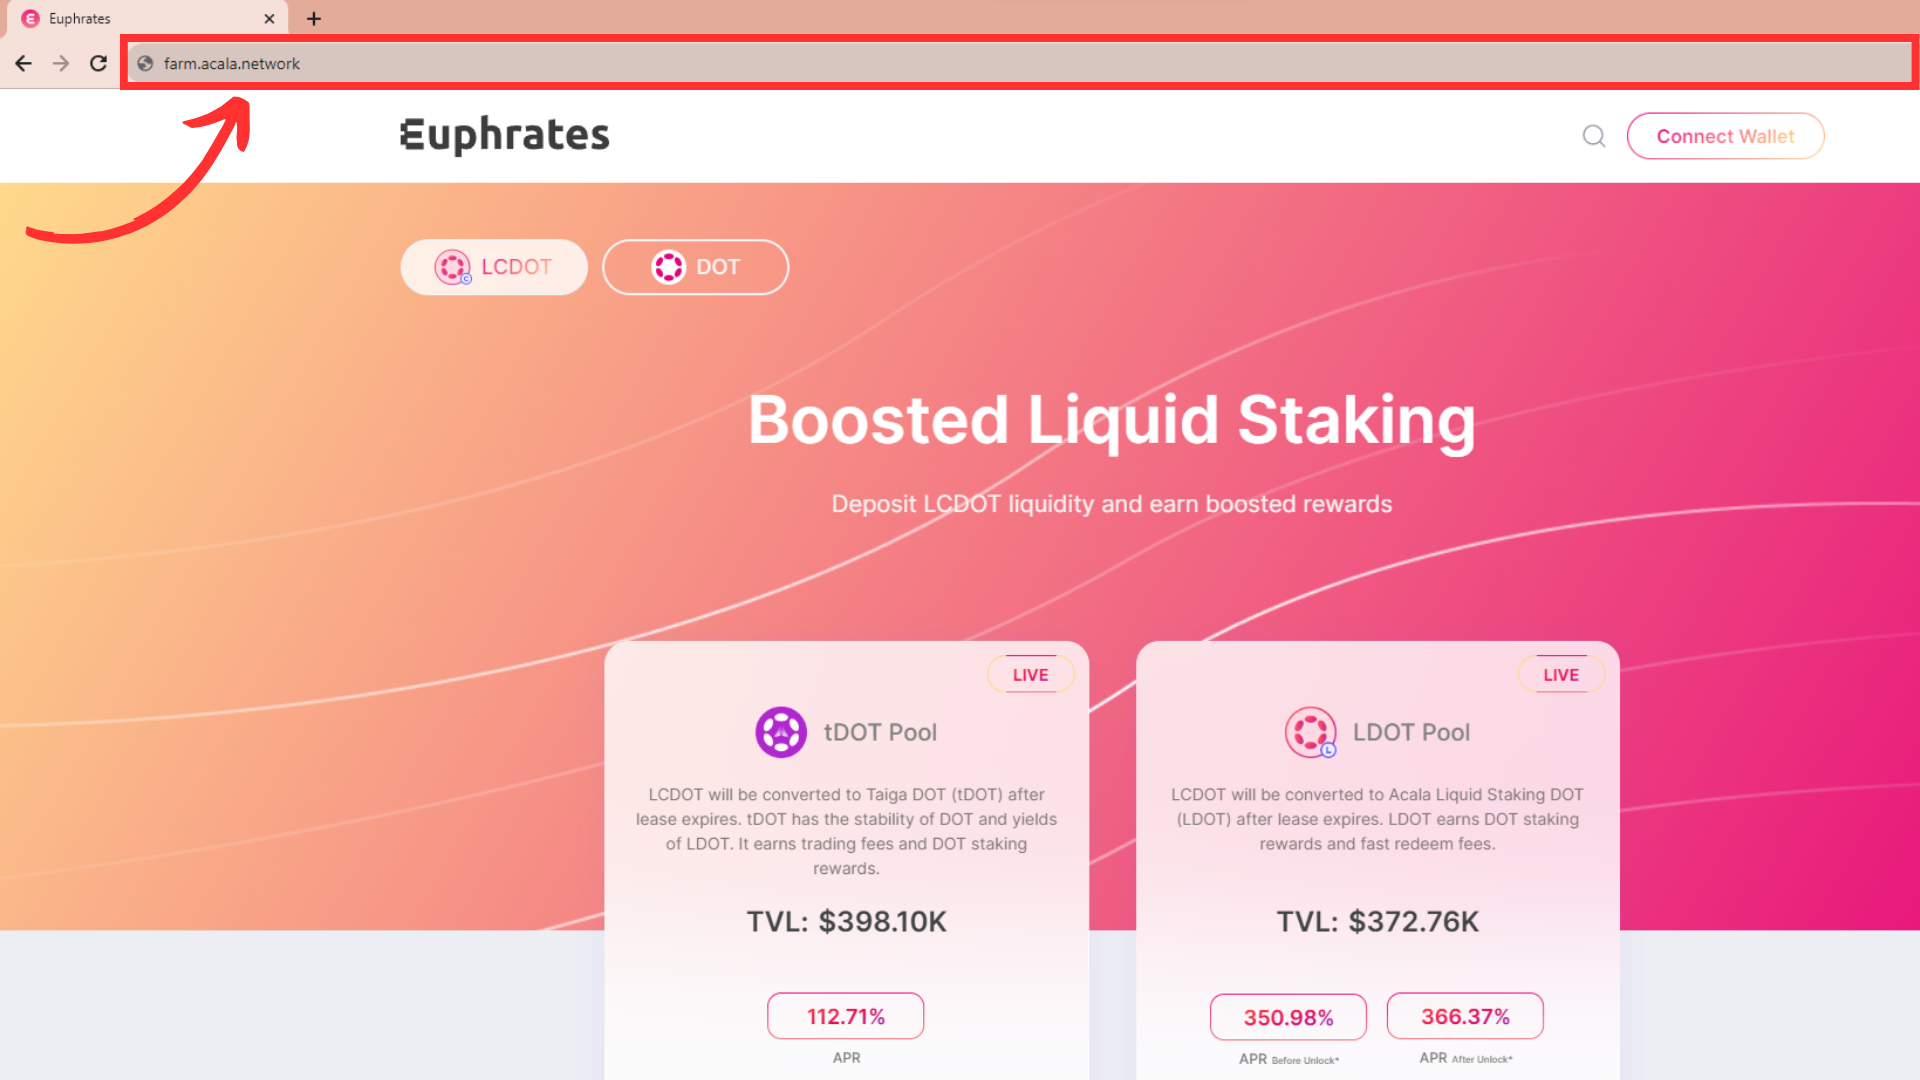 Euphrates
farm.acala.network
Euphrates
Connect Wallet
LCDOT
DOT
Boosted Liquid Staking
Deposit LCDOT liquidity and earn boosted rewards
LIVE
tDOT Pool
LCDOT will be converted to Taiga DOT (tDOT) after
lease expires. tDOT has the stability of DOT and yields
of LDOT. It earns trading fees and DOT staking
rewards.
TVL: $398.10K
112.71%
APR
LIVE
LDOT Pool
LCDOT will be converted to Acala Liquid Staking DOT
(LDOT) after lease expires. LDOT earns DOT staking
rewards and fast redeem fees.
TVL: $372.76K
350.98%
APR Before Unlock*
366.37%
APR After Unlock*